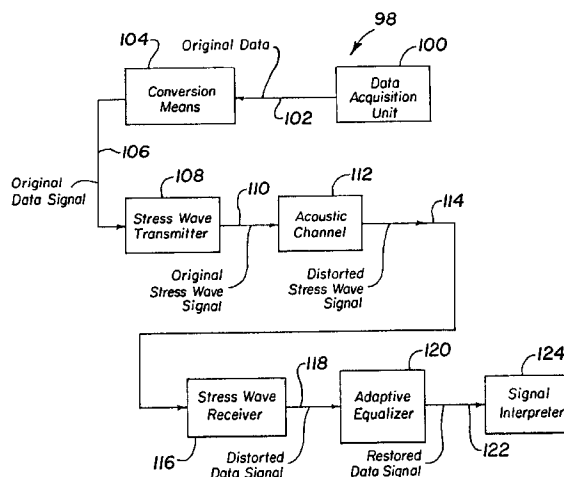 98
104
Original Data
100
Conversion
Means
102
Data
Acquisition
Unit
106
Original
Data Signal
108
110
112
114
Stress Wave
Transmitter
Acoustic
Channel
Original
Stress Wave
Signal
Distorted
Stress Wave
Signal
118
120
124
Stress Wave
Receiver
Adaptive
Equalizer
Signal
Interpreter
116
Distorted
Data Signal
Restored
Data Signal
122